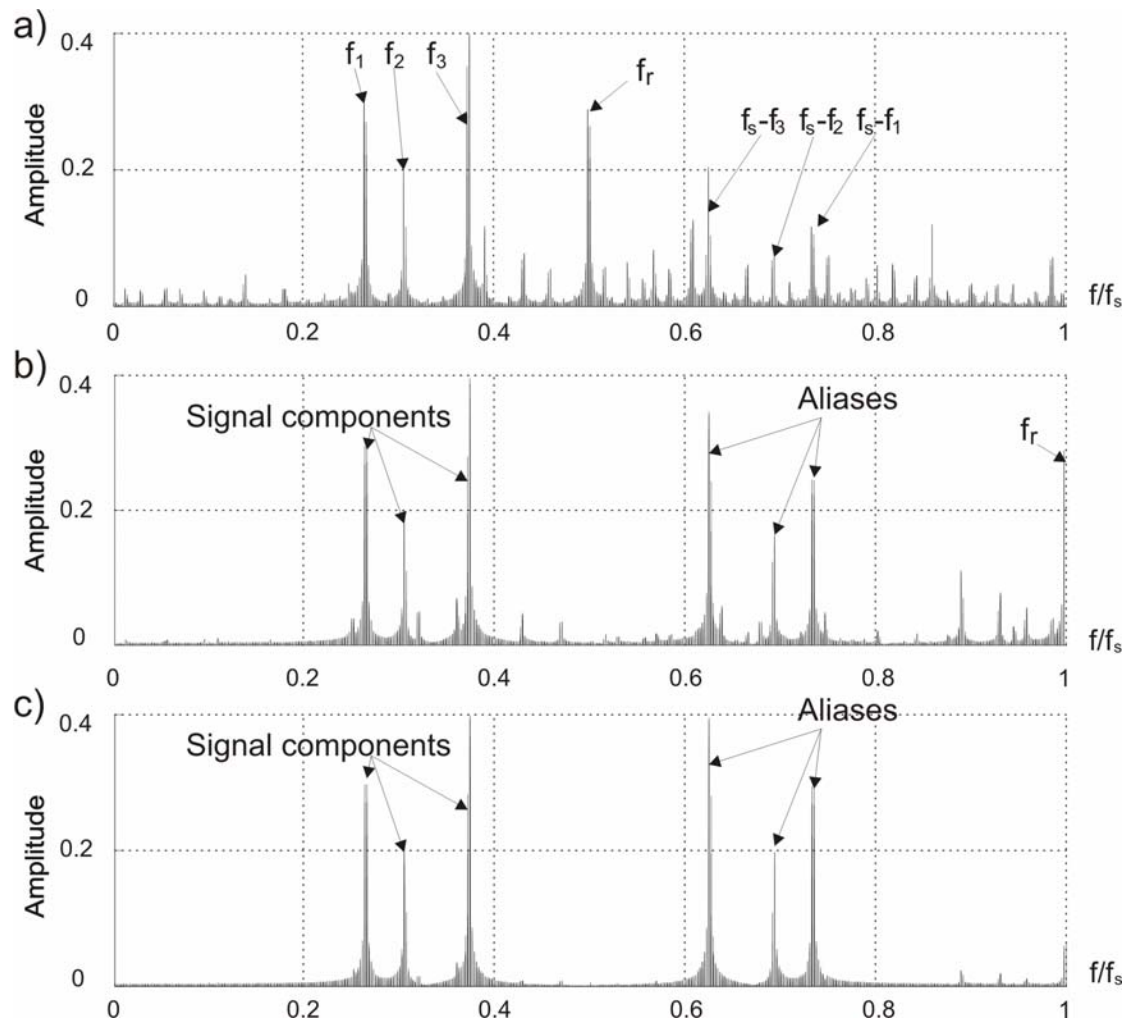 a)
0.4
f₁ f₂ f₃ fᵣ
fₛ-f₃ fₛ-f₂ fₛ-f₁
Amplitude
0.2
0
0 0.2 0.4 0.6 0.8 1 f/fₛ
b)
0.4
Signal components Aliases
fᵣ
Amplitude
0.2
0
0 0.2 0.4 0.6 0.8 1 f/fₛ
c)
0.4
Signal components Aliases
Amplitude
0.2
0
0 0.2 0.4 0.6 0.8 1 f/fₛ